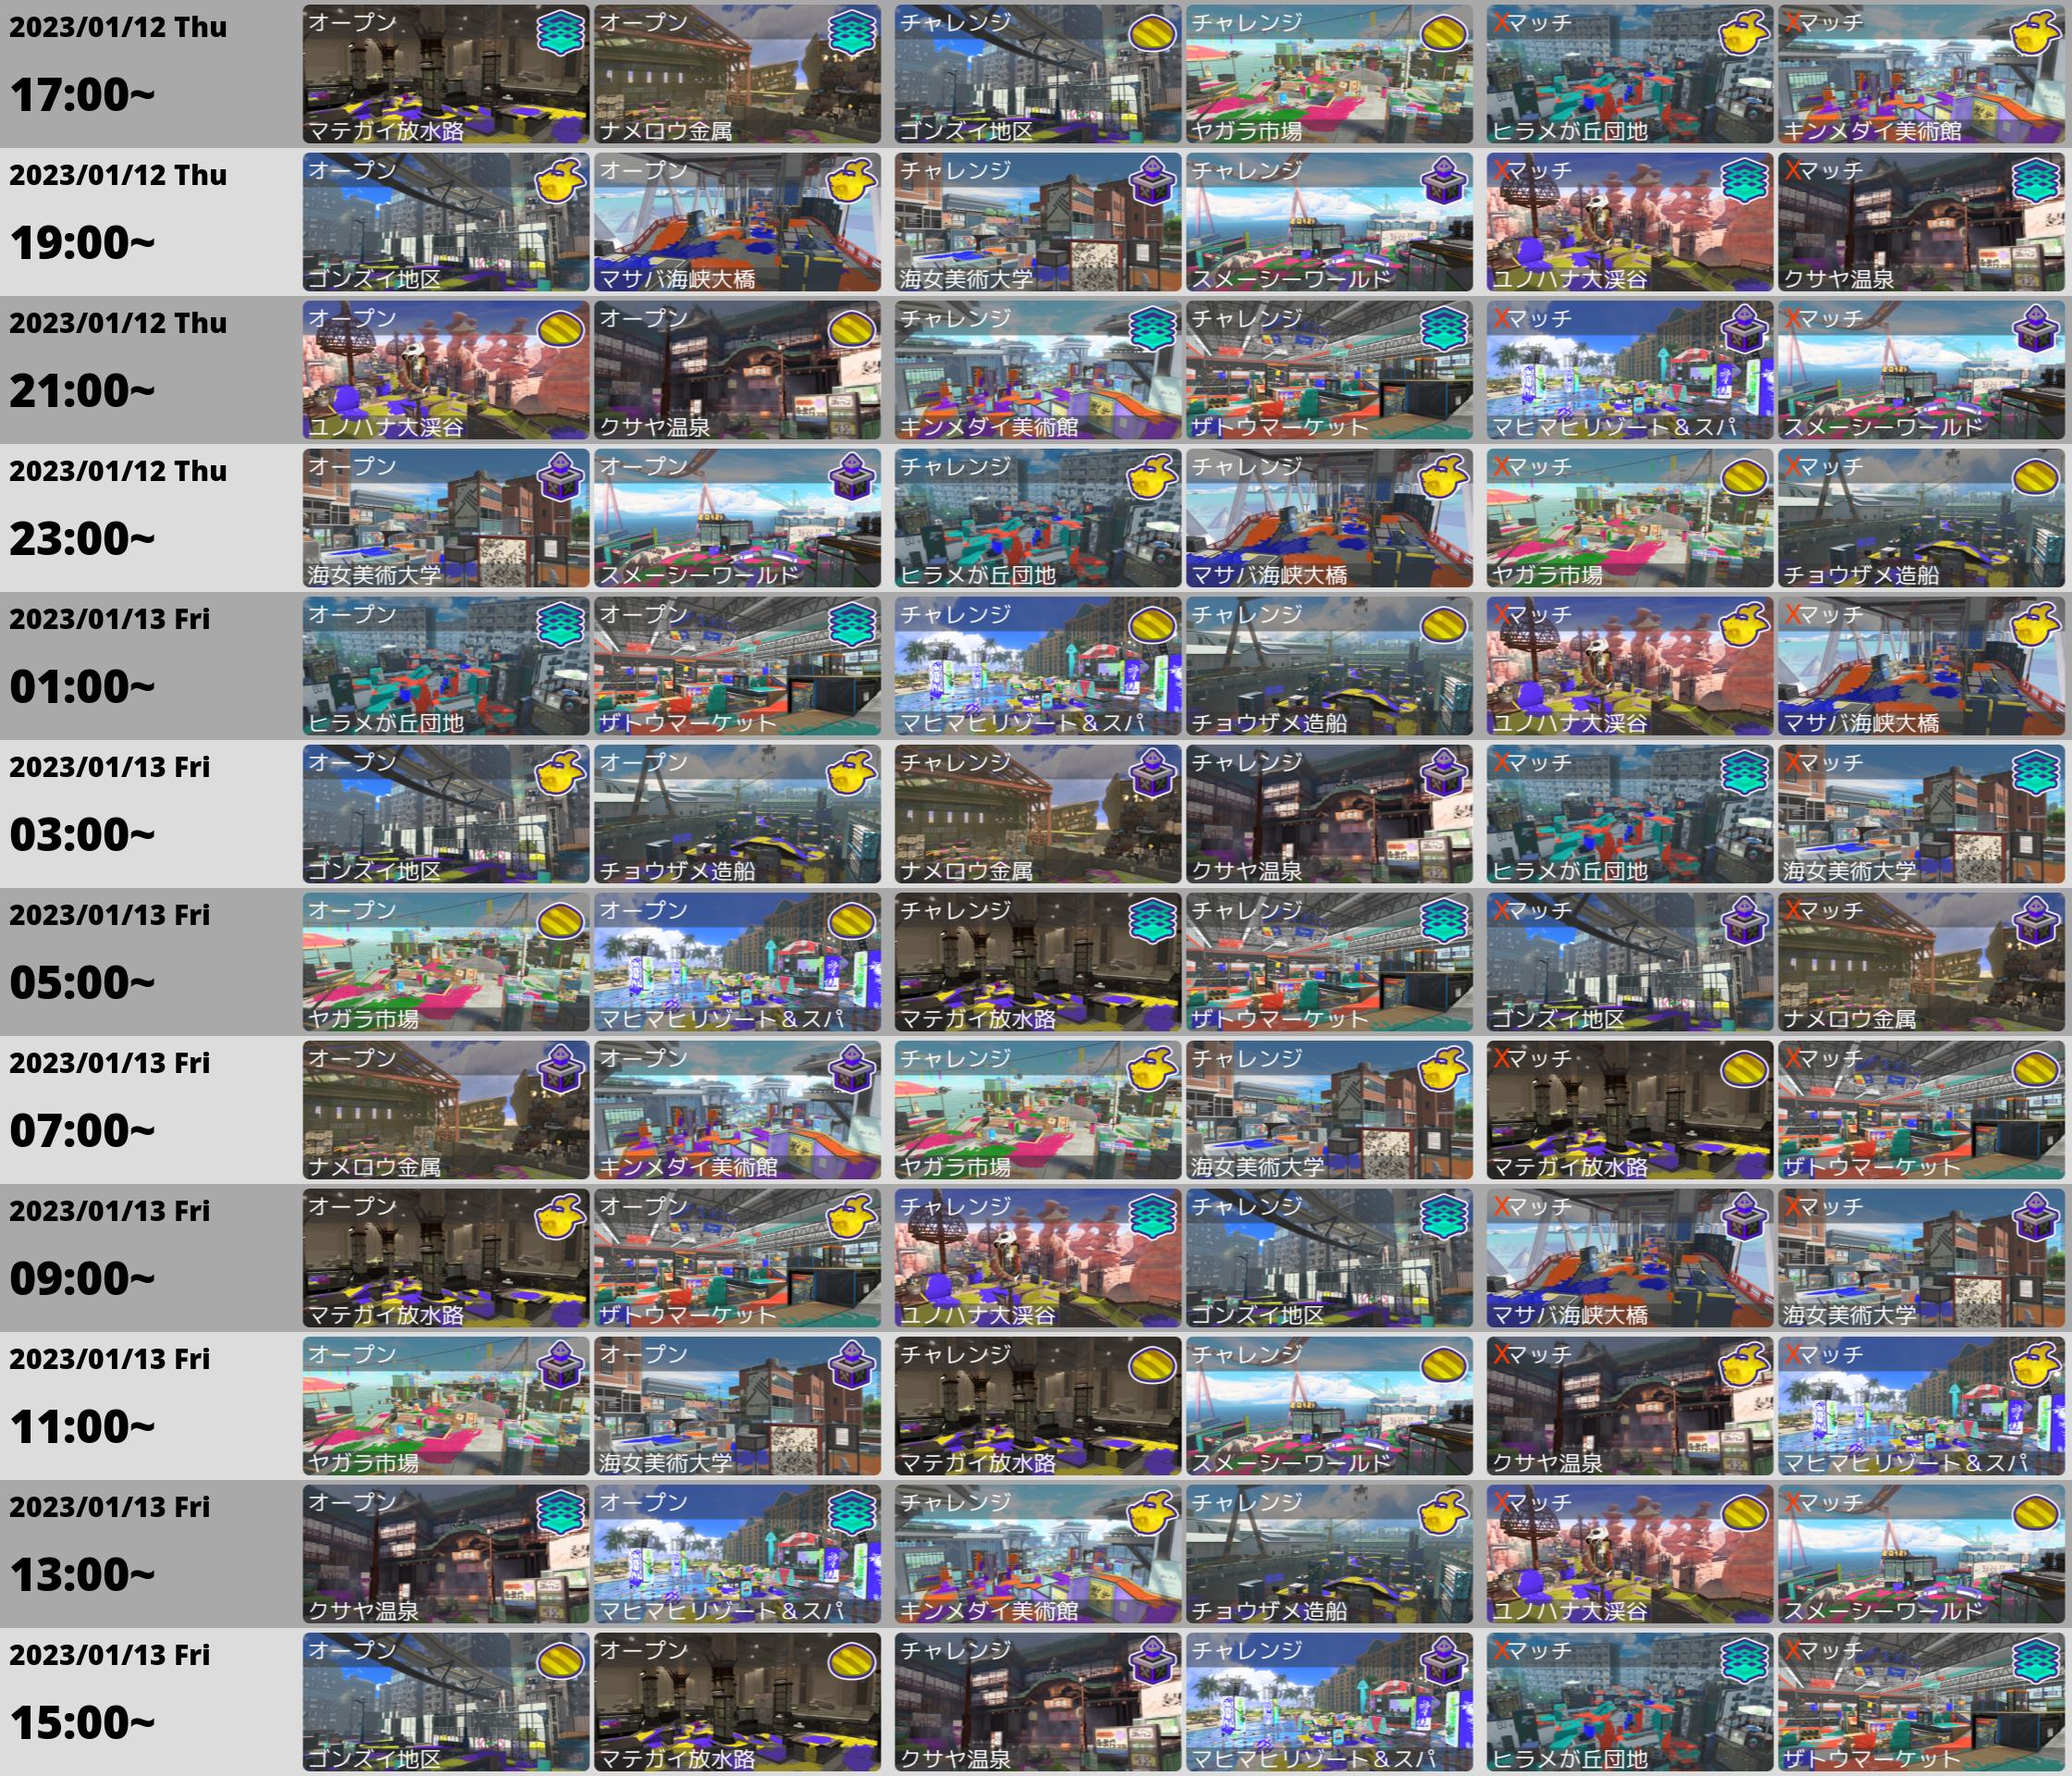 2023/01/12 Thu
17:00~
オープン
マテガイ放水路
オープン
ナメロウ金属
チャレンジ
ゴンズイ地区
チャレンジ
ヤガラ市場
Xマッチ
ヒラメが丘団地
Xマッチ
キンメダイ美術館
2023/01/12 Thu
19:00~
オープン
ゴンズイ地区
オープン
マサバ海峡大橋
チャレンジ
海女美術大学
チャレンジ
スメーシーワールド
Xマッチ
ユノハナ大渓谷
Xマッチ
クサヤ温泉
2023/01/12 Thu
21:00~
オープン
ユノハナ大渓谷
オープン
クサヤ温泉
チャレンジ
キンメダイ美術館
チャレンジ
ザトウマーケット
Xマッチ
マヒマヒリゾート＆スパ
Xマッチ
スメーシーワールド
2023/01/12 Thu
23:00~
オープン
海女美術大学
オープン
スメーシーワールド
チャレンジ
ヒラメが丘団地
チャレンジ
マサバ海峡大橋
Xマッチ
ヤガラ市場
Xマッチ
チョウザメ造船
2023/01/13 Fri
01:00~
オープン
ヒラメが丘団地
オープン
ザトウマーケット
チャレンジ
マヒマヒリゾート＆スパ
チャレンジ
チョウザメ造船
Xマッチ
ユノハナ大渓谷
Xマッチ
マサバ海峡大橋
2023/01/13 Fri
03:00~
オープン
ゴンズイ地区
オープン
チョウザメ造船
チャレンジ
ナメロウ金属
チャレンジ
クサヤ温泉
Xマッチ
ヒラメが丘団地
Xマッチ
海女美術大学
2023/01/13 Fri
05:00~
オープン
ヤガラ市場
オープン
マヒマヒリゾート＆スパ
チャレンジ
マテガイ放水路
チャレンジ
ザトウマーケット
Xマッチ
ゴンズイ地区
Xマッチ
ナメロウ金属
2023/01/13 Fri
07:00~
オープン
ナメロウ金属
オープン
キンメダイ美術館
チャレンジ
ヤガラ市場
チャレンジ
海女美術大学
Xマッチ
マテガイ放水路
Xマッチ
ザトウマーケット
2023/01/13 Fri
09:00~
オープン
マテガイ放水路
オープン
ザトウマーケット
チャレンジ
ユノハナ大渓谷
チャレンジ
ゴンズイ地区
Xマッチ
マサバ海峡大橋
Xマッチ
海女美術大学
2023/01/13 Fri
11:00~
オープン
ヤガラ市場
オープン
海女美術大学
チャレンジ
マテガイ放水路
チャレンジ
スメーシーワールド
Xマッチ
クサヤ温泉
Xマッチ
マヒマヒリゾート＆スパ
2023/01/13 Fri
13:00~
オープン
クサヤ温泉
オープン
マヒマヒリゾート＆スパ
チャレンジ
キンメダイ美術館
チャレンジ
チョウザメ造船
Xマッチ
ユノハナ大渓谷
Xマッチ
スメーシーワールド
2023/01/13 Fri
15:00~
オープン
ゴンズイ地区
オープン
マテガイ放水路
チャレンジ
クサヤ温泉
チャレンジ
マヒマヒリゾート＆スパ
Xマッチ
ヒラメが丘団地
Xマッチ
ザトウマーケット